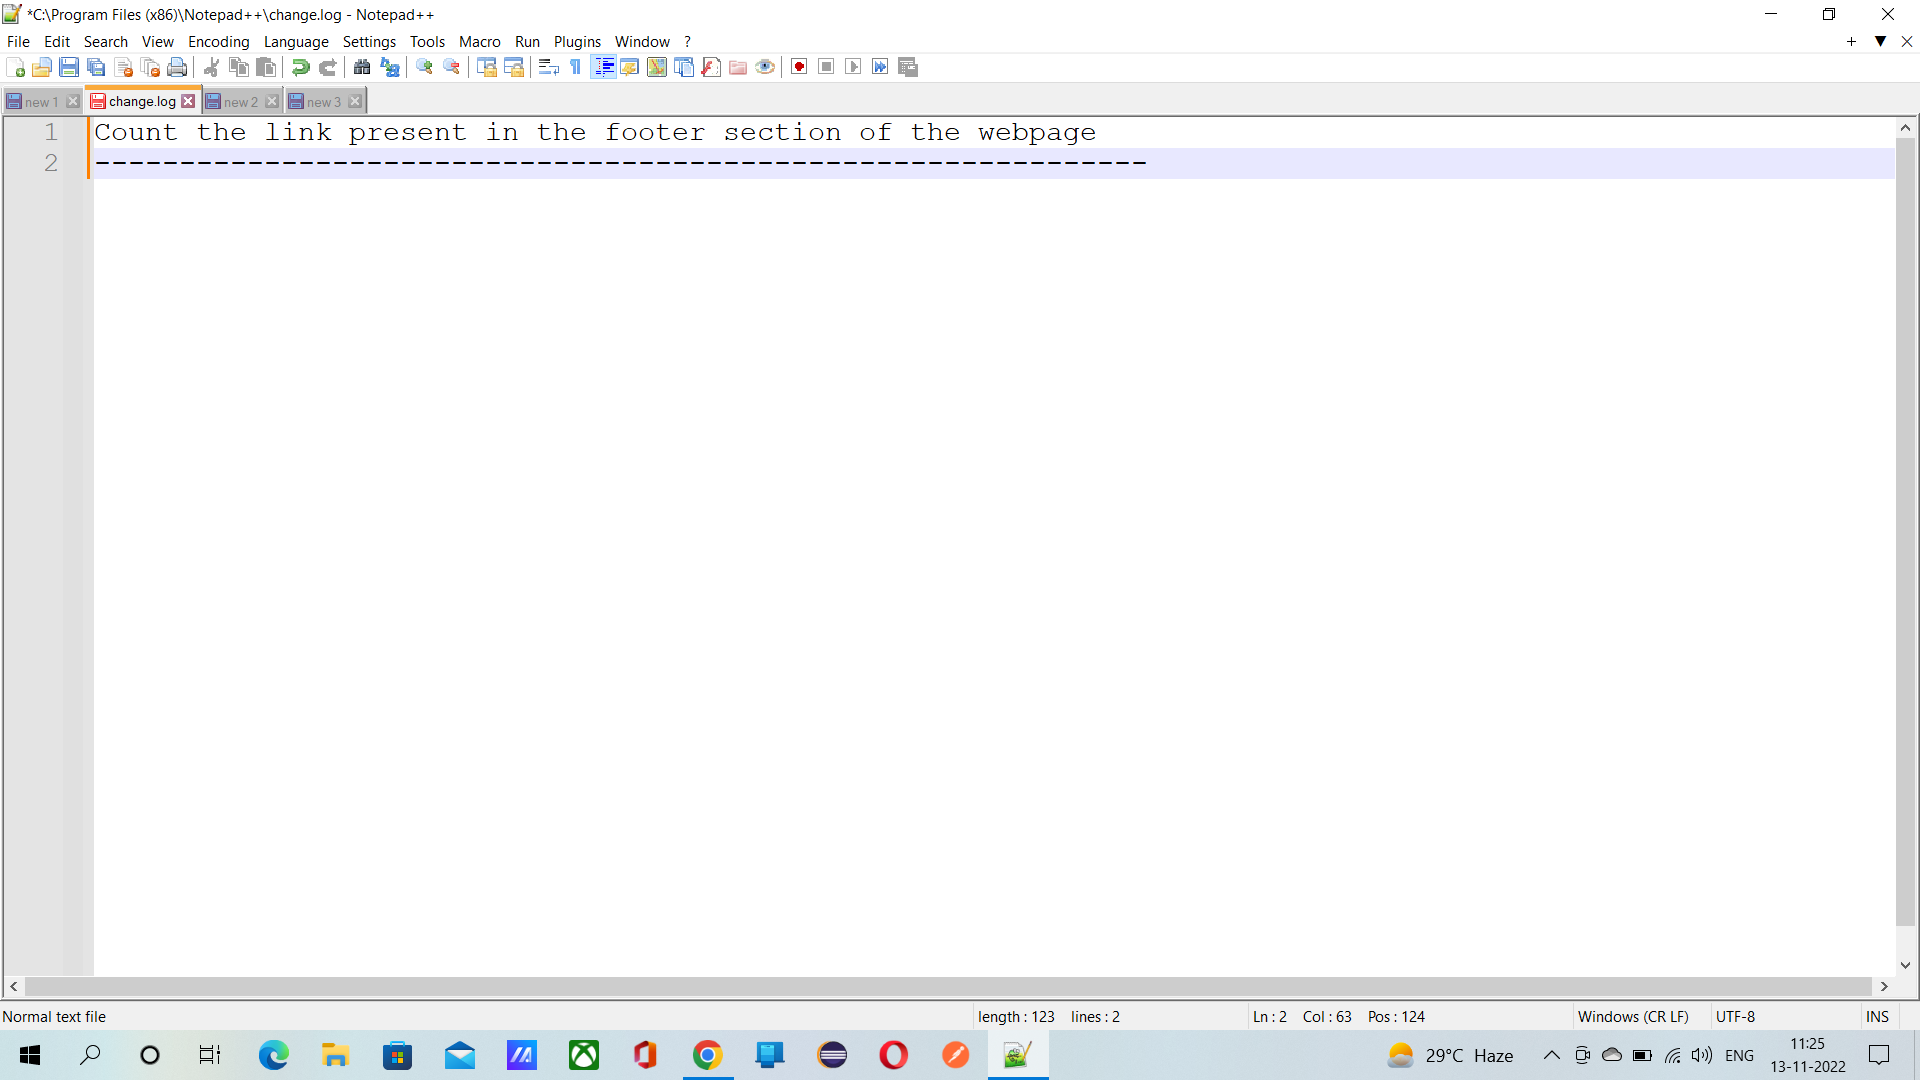 *C:\Program Files (x86)\Notepad++\change.log - Notepad++
File Edit Search View Encoding Language Settings Tools Macro Run Plugins Window ?
new 1 change.log new 2 new 3
1 Count the link present in the footer section of the webpage
2 --------------------------------------------------------------
Normal text file length : 123 lines : 2 Ln : 2 Col : 63 Pos : 124 Windows (CR LF) UTF-8 INS
29°C Haze ENG 11:25
13-11-2022